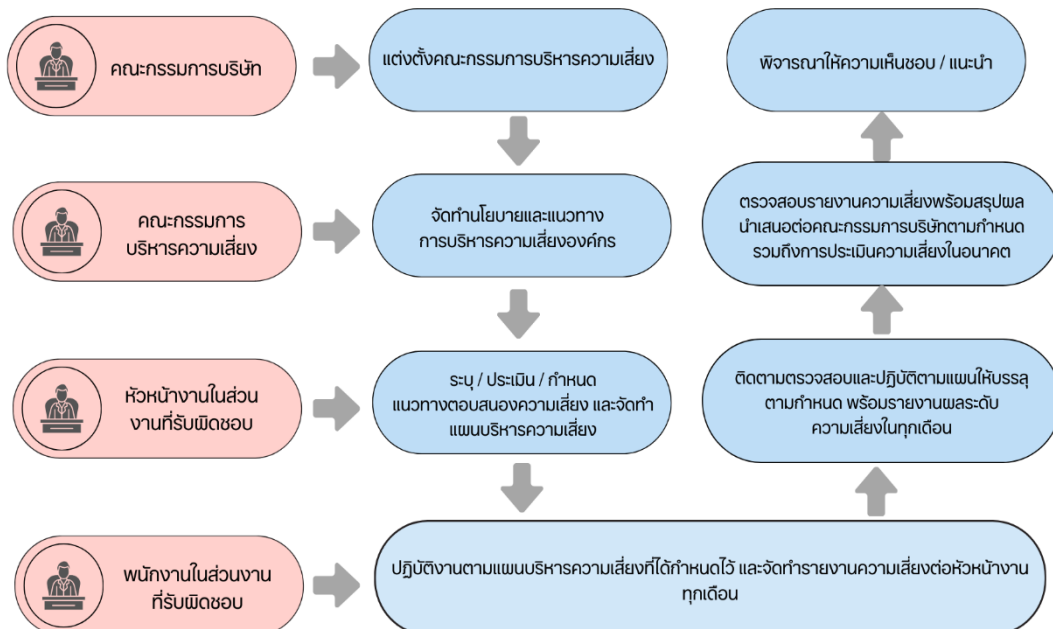 คณะกรรมการบริษัท
แต่งตั้งคณะกรรมการบริหารความเสี่ยง
พิจารณาให้ความเห็นชอบ / แนะนำ
คณะกรรมการ
บริหารความเสี่ยง
จัดทำนโยบายและแนวทาง
การบริหารความเสี่ยงองค์กร
ตรวจสอบรายงานความเสี่ยงพร้อมสรุปผล
นำเสนอต่อคณะกรรมการบริษัทตามกำหนด
รวมถึงการประเมินความเสี่ยงในอนาคต
หัวหน้างานในส่วน
งานที่รับผิดชอบ
ระบุ / ประเมิน / กำหนด
แนวทางตอบสนองความเสี่ยง และจัดทำ
แผนบริหารความเสี่ยง
ติดตามตรวจสอบและปฏิบัติตามแผนให้บรรลุ
ตามกำหนด พร้อมรายงานผลระดับ
ความเสี่ยงในทุกเดือน
พนักงานในส่วนงาน
ที่รับผิดชอบ
ปฏิบัติงานตามแผนบริหารความเสี่ยงที่ได้กำหนดไว้ และจัดทำรายงานความเสี่ยงต่อหัวหน้างาน
ทุกเดือน